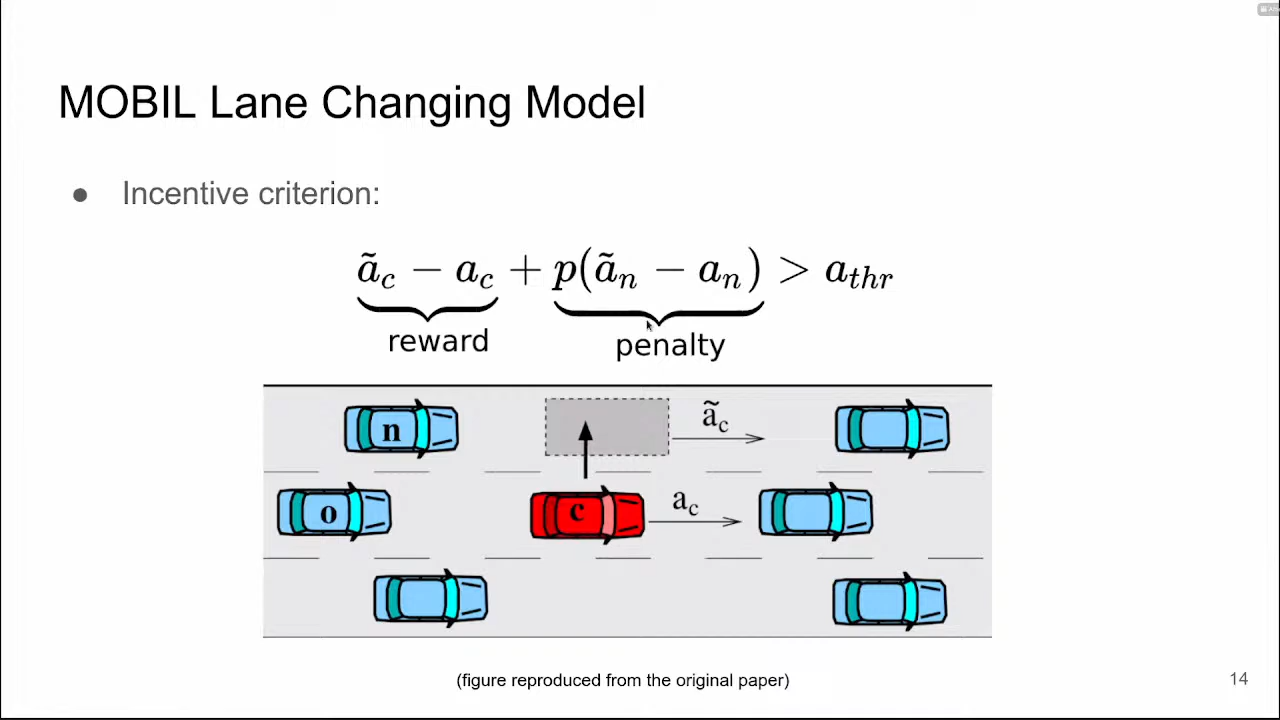 MOBIL Lane Changing Model
● Incentive criterion:
ã_c − a_c + p(ã_n − a_n) > a_thr
reward
penalty
n
ã_c
o
c
a_c
(figure reproduced from the original paper)
14